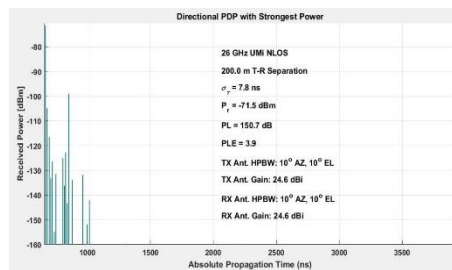 Directional PDP with Strongest Power
Received Power [dBm]
-80
-90
-100
-110
-120
-130
-140
-150
-160
26 GHz UMi NLOS
200.0 m T-R Separation
στ = 7.8 ns
Pr = -71.5 dBm
PL = 150.7 dB
PLE = 3.9
TX Ant. HPBW: 10° AZ, 10° EL
TX Ant. Gain: 24.6 dBi
RX Ant. HPBW: 10° AZ, 10° EL
RX Ant. Gain: 24.6 dBi
1000 1500 2000 2500 3000 3500
Absolute Propagation Time (ns)